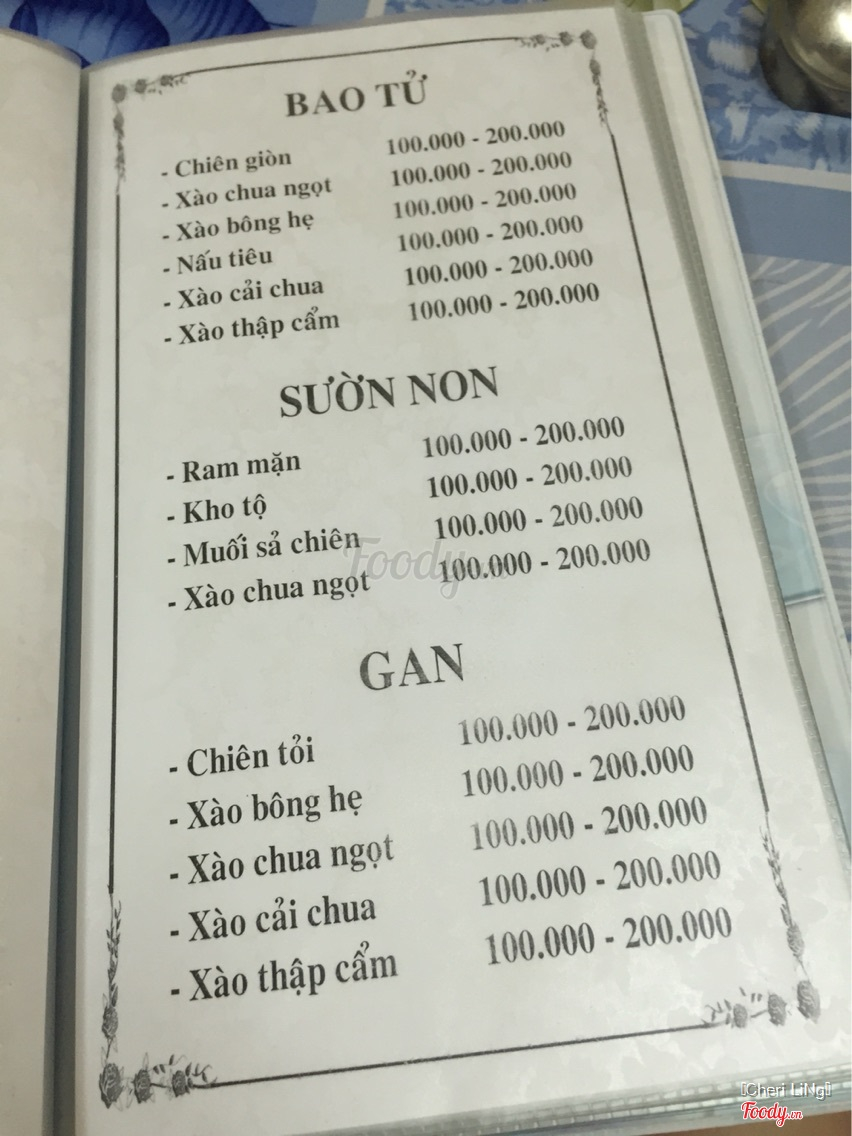 BAO TỬ
- Chiên giòn 100.000 - 200.000
- Xào chua ngọt 100.000 - 200.000
- Xào bông hẹ 100.000 - 200.000
- Nấu tiêu 100.000 - 200.000
- Xào cải chua 100.000 - 200.000
- Xào thập cẩm 100.000 - 200.000
SƯỜN NON
- Ram mặn 100.000 - 200.000
- Kho tộ 100.000 - 200.000
- Muối sả chiên 100.000 - 200.000
- Xào chua ngọt 100.000 - 200.000
Foody.vn
GAN
- Chiên tỏi 100.000 - 200.000
- Xào bông hẹ 100.000 - 200.000
- Xào chua ngọt 100.000 - 200.000
- Xào cải chua 100.000 - 200.000
- Xào thập cẩm 100.000 - 200.000
Cheri LiNg
Foody.vn